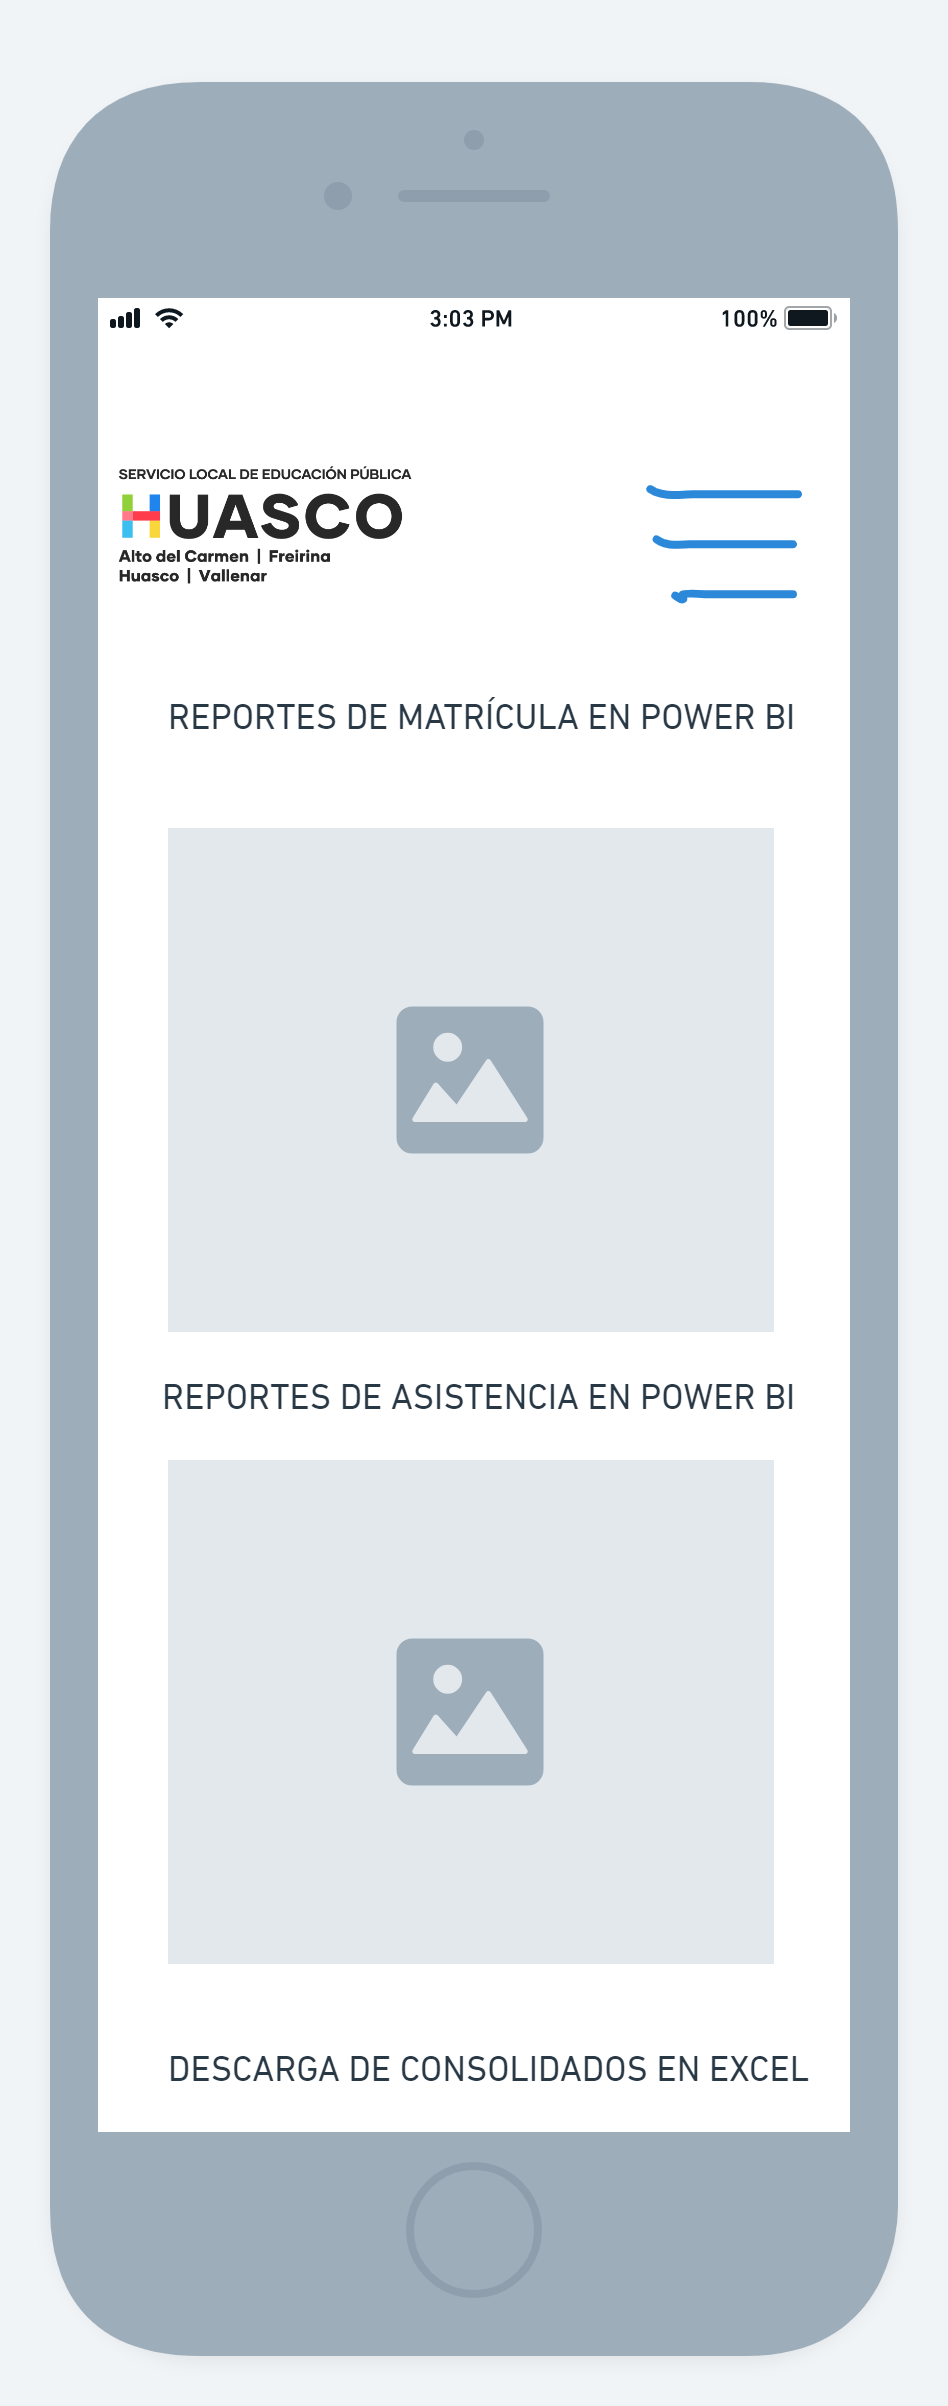 3:03 PM
100%
SERVICIO LOCAL DE EDUCACIÓN PÚBLICA
HUASCO
Alto del Carmen | Freirina
Huasco | Vallenar
REPORTES DE MATRÍCULA EN POWER BI
REPORTES DE ASISTENCIA EN POWER BI
DESCARGA DE CONSOLIDADOS EN EXCEL